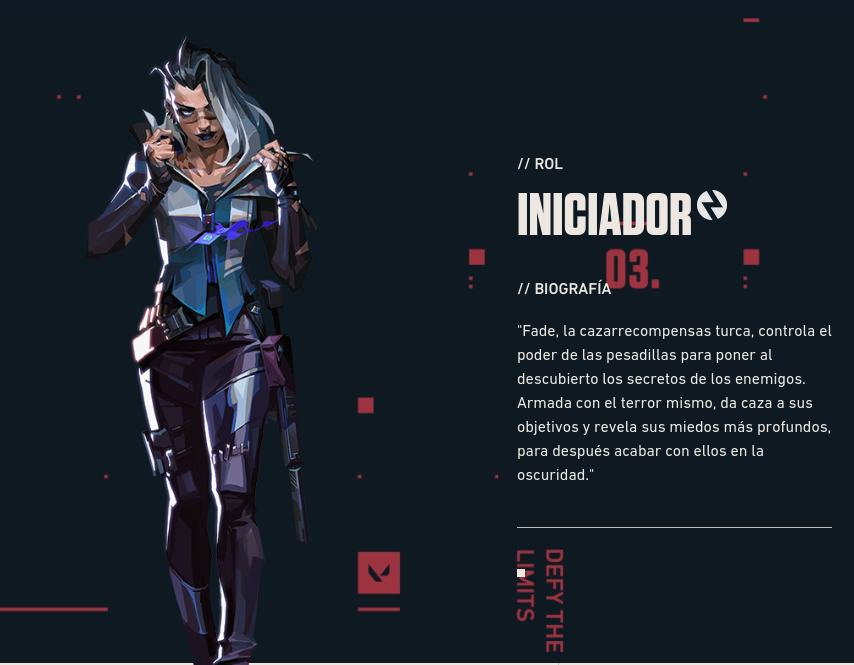 // ROL
INICIADOR
03.
// BIOGRAFÍA
"Fade, la cazarrecompensas turca, controla el
poder de las pesadillas para poner al
descubierto los secretos de los enemigos.
Armada con el terror mismo, da caza a sus
objetivos y revela sus miedos más profundos,
para después acabar con ellos en la
oscuridad."
DEFY THE
LIMITS